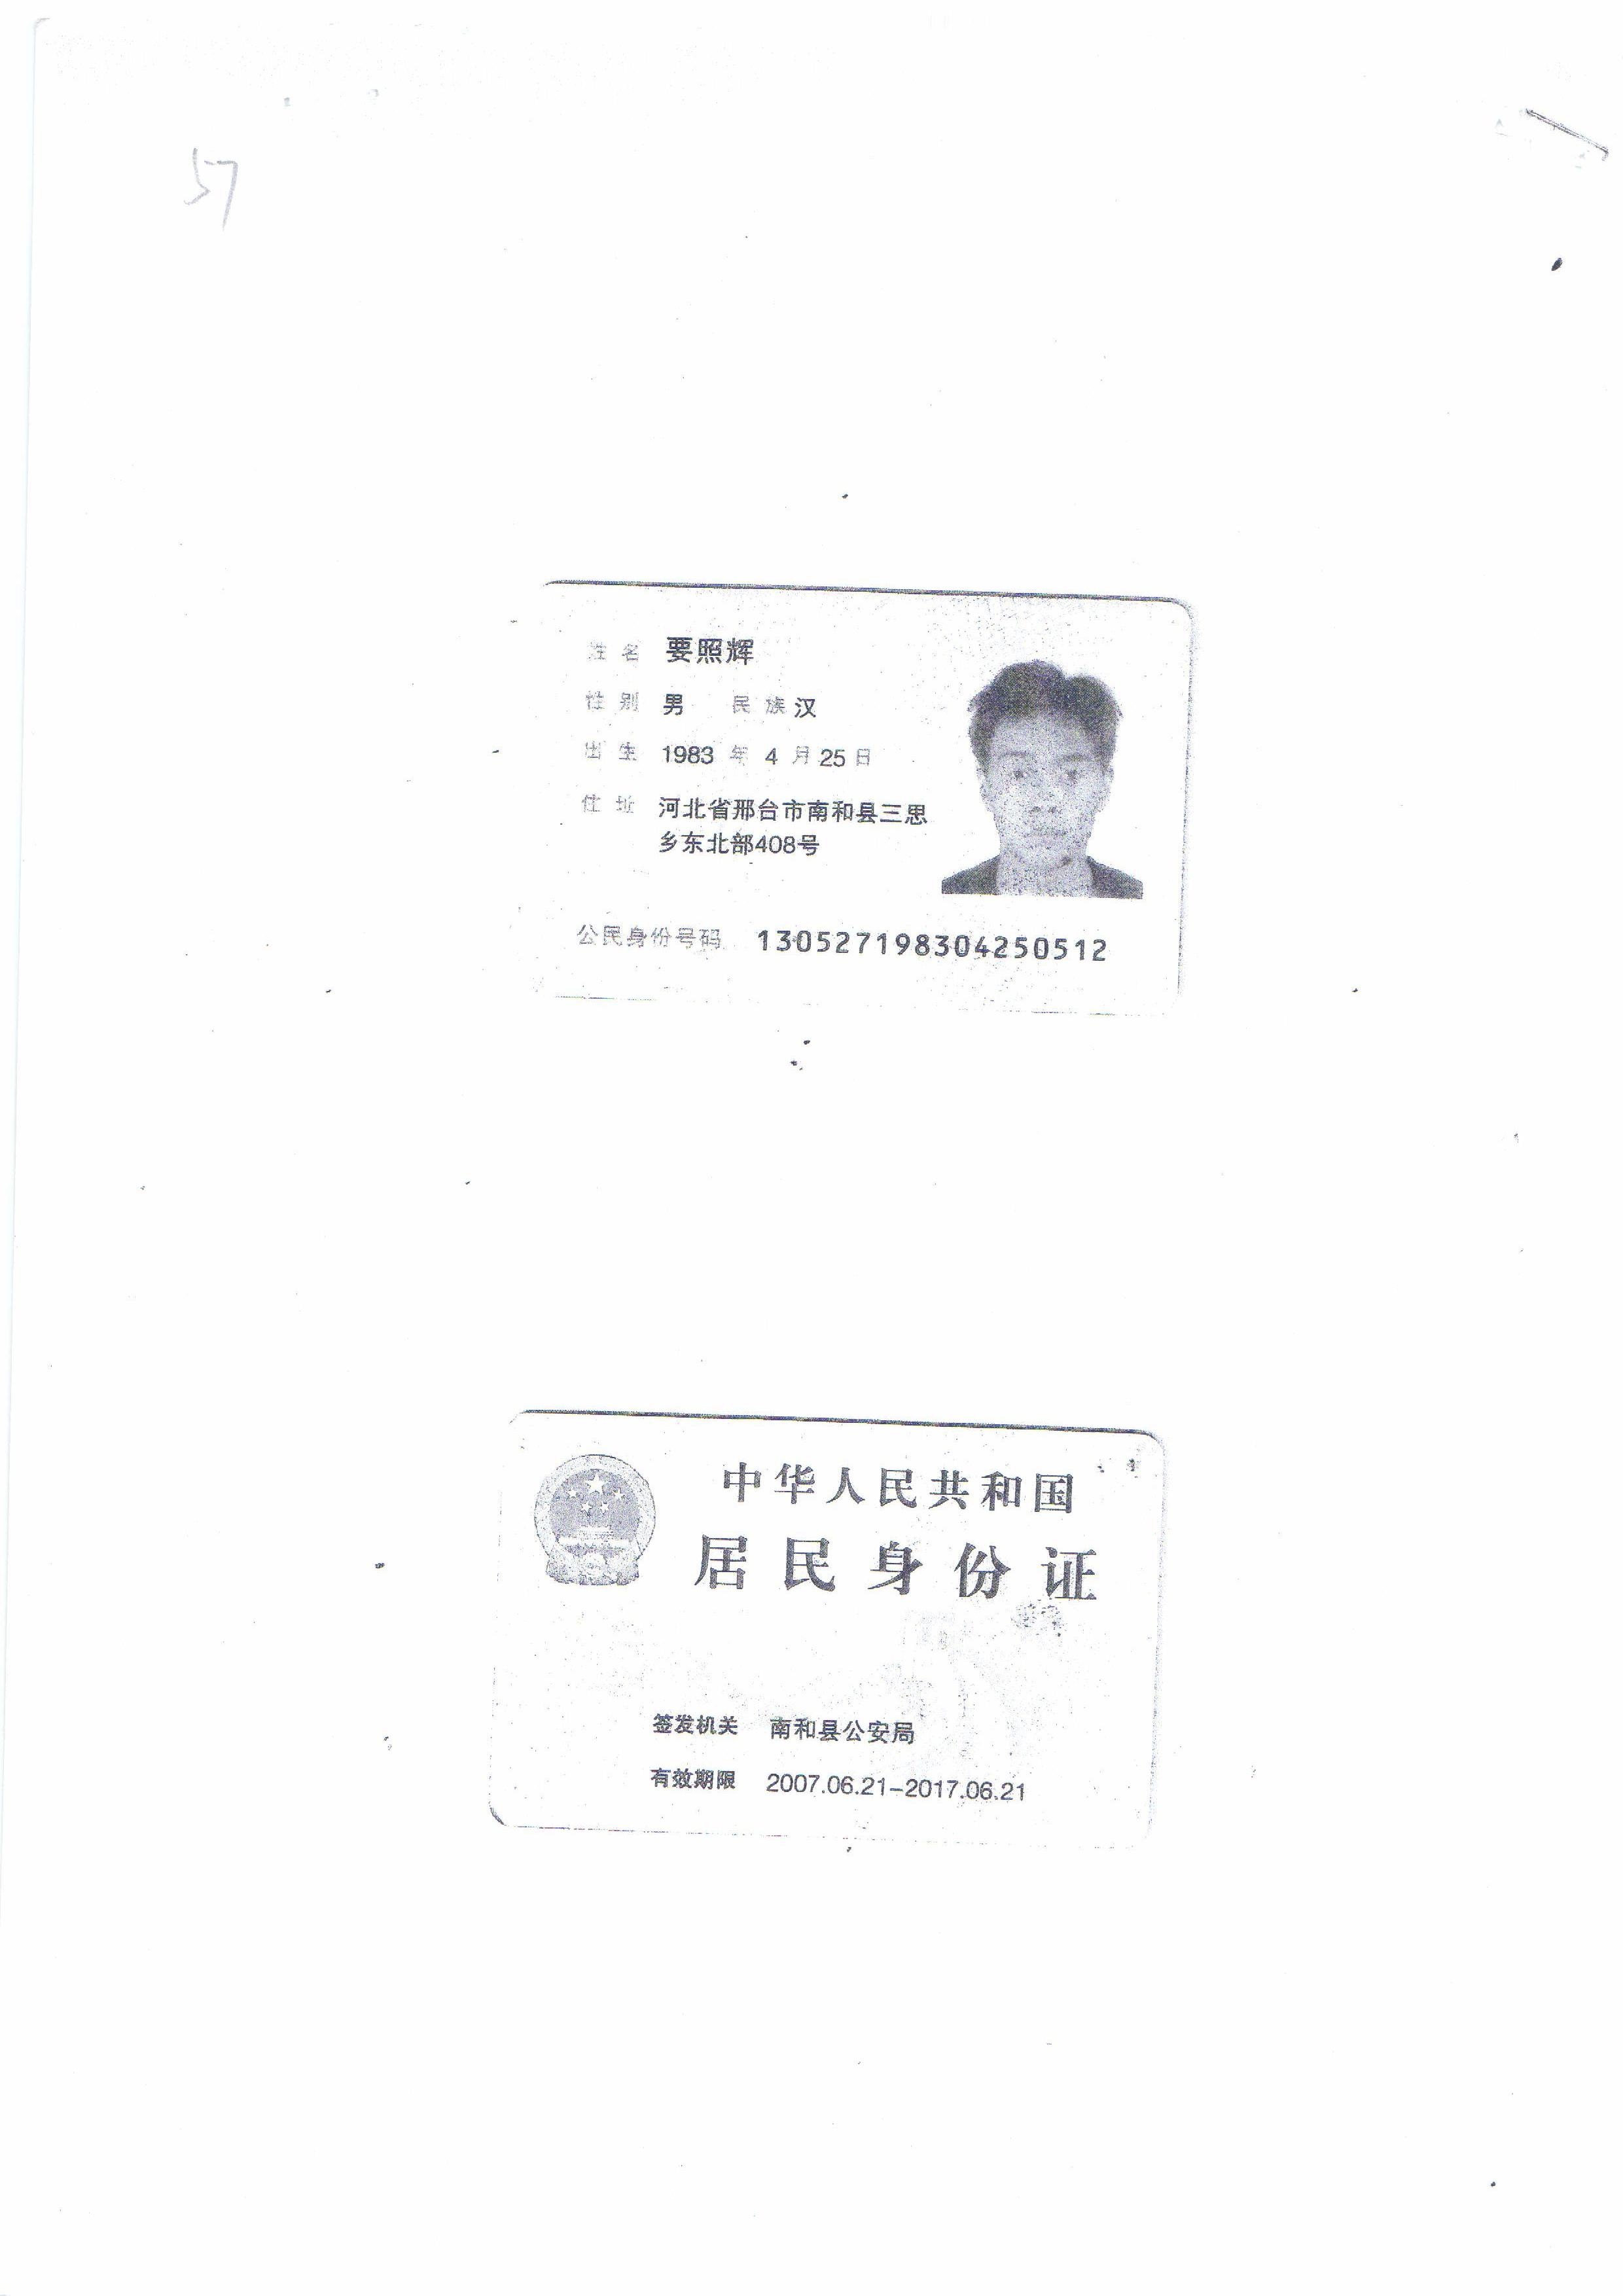 57
姓名 要照辉
性别 男 民族 汉
出生 1983 年 4 月 25 日
住址 河北省邢台市南和县三思
乡东北部408号
公民身份号码 130527198304250512
中华人民共和国
居民身份证
签发机关 南和县公安局
有效期限 2007.06.21-2017.06.21